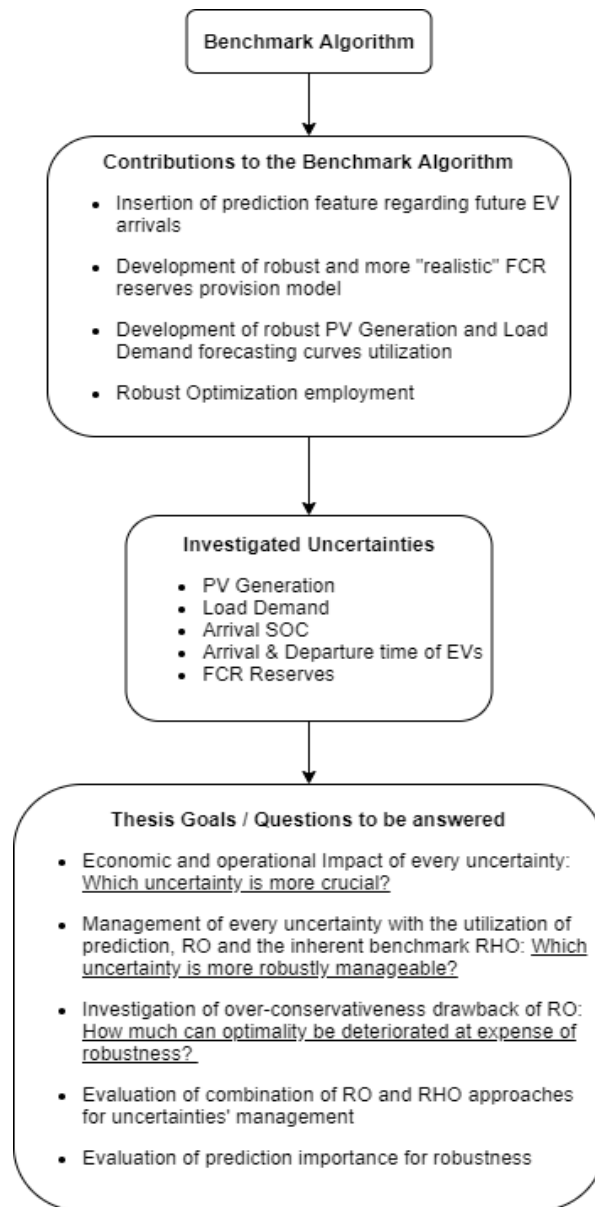 Benchmark Algorithm
Contributions to the Benchmark Algorithm
• Insertion of prediction feature regarding future EV
arrivals
• Development of robust and more "realistic" FCR
reserves provision model
• Development of robust PV Generation and Load
Demand forecasting curves utilization
• Robust Optimization employment
Investigated Uncertainties
• PV Generation
• Load Demand
• Arrival SOC
• Arrival & Departure time of EVs
• FCR Reserves
Thesis Goals / Questions to be answered
• Economic and operational Impact of every uncertainty:
Which uncertainty is more crucial?
• Management of every uncertainty with the utilization of
prediction, RO and the inherent benchmark RHO: Which
uncertainty is more robustly manageable?
• Investigation of over-conservativeness drawback of RO:
How much can optimality be deteriorated at expense of
robustness?
• Evaluation of combination of RO and RHO approaches
for uncertainties' management
• Evaluation of prediction importance for robustness